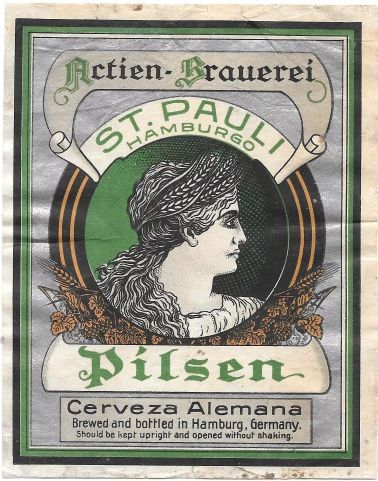 Actien-Brauerei
ST. PAULI
HAMBURGO
Pilsen
Cerveza Alemana
Brewed and bottled in Hamburg, Germany.
Should be kept upright and opened without shaking.